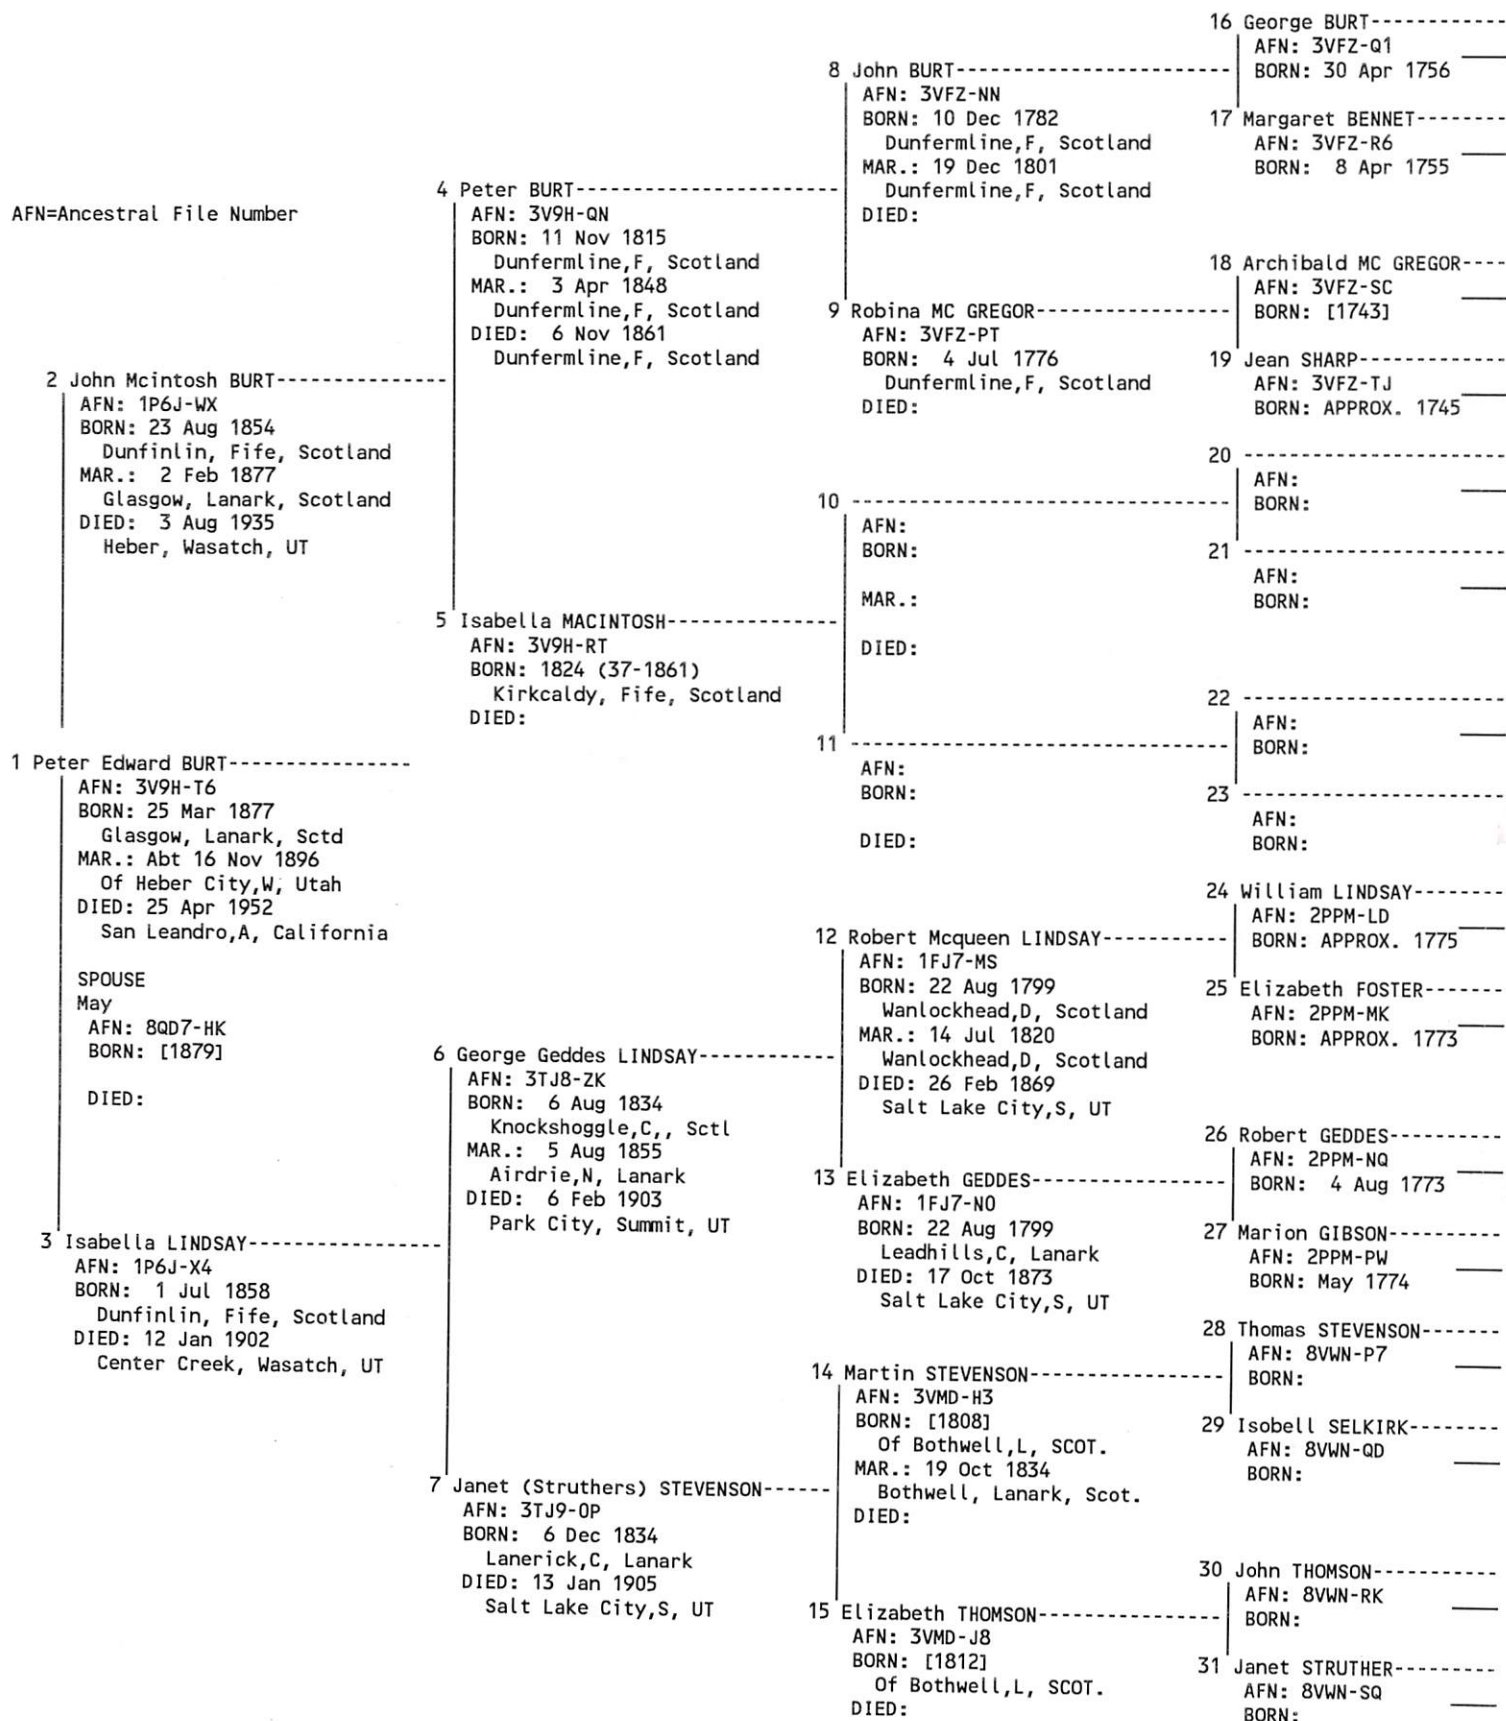 AFN=Ancestral File Number
1 Peter Edward BURT----------------
AFN: 3V9H-T6
BORN: 25 Mar 1877
Glasgow, Lanark, Sctd
MAR.: Abt 16 Nov 1896
Of Heber City,W, Utah
DIED: 25 Apr 1952
San Leandro,A, California
SPOUSE
May
AFN: 8QD7-HK
BORN: [1879]
DIED:
2 John Mcintosh BURT---------------
AFN: 1P6J-WX
BORN: 23 Aug 1854
Dunfinlin, Fife, Scotland
MAR.: 2 Feb 1877
Glasgow, Lanark, Scotland
DIED: 3 Aug 1935
Heber, Wasatch, UT
3 Isabella LINDSAY-----------------
AFN: 1P6J-X4
BORN: 1 Jul 1858
Dunfinlin, Fife, Scotland
DIED: 12 Jan 1902
Center Creek, Wasatch, UT
4 Peter BURT-----------------------
AFN: 3V9H-QN
BORN: 11 Nov 1815
Dunfermline,F, Scotland
MAR.: 3 Apr 1848
Dunfermline,F, Scotland
DIED: 6 Nov 1861
Dunfermline,F, Scotland
5 Isabella MACINTOSH---------------
AFN: 3V9H-RT
BORN: 1824 (37-1861)
Kirkcaldy, Fife, Scotland
DIED:
6 George Geddes LINDSAY------------
AFN: 3TJ8-ZK
BORN: 6 Aug 1834
Knockshoggle,C,, Sctl
MAR.: 5 Aug 1855
Airdrie,N, Lanark
DIED: 6 Feb 1903
Park City, Summit, UT
7 Janet (Struthers) STEVENSON------
AFN: 3TJ9-0P
BORN: 6 Dec 1834
Lanerick,C, Lanark
DIED: 13 Jan 1905
Salt Lake City,S, UT
8 John BURT------------------------
AFN: 3VFZ-NN
BORN: 10 Dec 1782
Dunfermline,F, Scotland
MAR.: 19 Dec 1801
Dunfermline,F, Scotland
DIED:
9 Robina MC GREGOR-----------------
AFN: 3VFZ-PT
BORN: 4 Jul 1776
Dunfermline,F, Scotland
DIED:
10 ---------------------------------
AFN:
BORN:
MAR.:
DIED:
11 ---------------------------------
AFN:
BORN:
DIED:
12 Robert Mcqueen LINDSAY-----------
AFN: 1FJ7-MS
BORN: 22 Aug 1799
Wanlockhead,D, Scotland
MAR.: 14 Jul 1820
Wanlockhead,D, Scotland
DIED: 26 Feb 1869
Salt Lake City,S, UT
13 Elizabeth GEDDES-----------------
AFN: 1FJ7-N0
BORN: 22 Aug 1799
Leadhills,C, Lanark
DIED: 17 Oct 1873
Salt Lake City,S, UT
14 Martin STEVENSON-----------------
AFN: 3VMD-H3
BORN: [1808]
Of Bothwell,L, SCOT.
MAR.: 19 Oct 1834
Bothwell, Lanark, Scot.
DIED:
15 Elizabeth THOMSON----------------
AFN: 3VMD-J8
BORN: [1812]
Of Bothwell,L, SCOT.
DIED:
16 George BURT------------
AFN: 3VFZ-Q1
BORN: 30 Apr 1756
17 Margaret BENNET--------
AFN: 3VFZ-R6
BORN: 8 Apr 1755
18 Archibald MC GREGOR----
AFN: 3VFZ-SC
BORN: [1743]
19 Jean SHARP-------------
AFN: 3VFZ-TJ
BORN: APPROX. 1745
20 -----------------------
AFN:
BORN:
21 -----------------------
AFN:
BORN:
22 -----------------------
AFN:
BORN:
23 -----------------------
AFN:
BORN:
24 William LINDSAY--------
AFN: 2PPM-LD
BORN: APPROX. 1775
25 Elizabeth FOSTER-------
AFN: 2PPM-MK
BORN: APPROX. 1773
26 Robert GEDDES----------
AFN: 2PPM-NQ
BORN: 4 Aug 1773
27 Marion GIBSON----------
AFN: 2PPM-PW
BORN: May 1774
28 Thomas STEVENSON-------
AFN: 8VWN-P7
BORN:
29 Isobell SELKIRK--------
AFN: 8VWN-QD
BORN:
30 John THOMSON-----------
AFN: 8VWN-RK
BORN:
31 Janet STRUTHER---------
AFN: 8VWN-SQ
BORN: